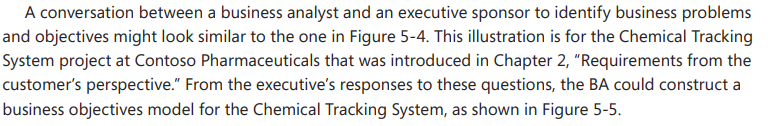 A conversation between a business analyst and an executive sponsor to identify business problems
and objectives might look similar to the one in Figure 5-4. This illustration is for the Chemical Tracking
System project at Contoso Pharmaceuticals that was introduced in Chapter 2, “Requirements from the
customer’s perspective.” From the executive’s responses to these questions, the BA could construct a
business objectives model for the Chemical Tracking System, as shown in Figure 5-5.